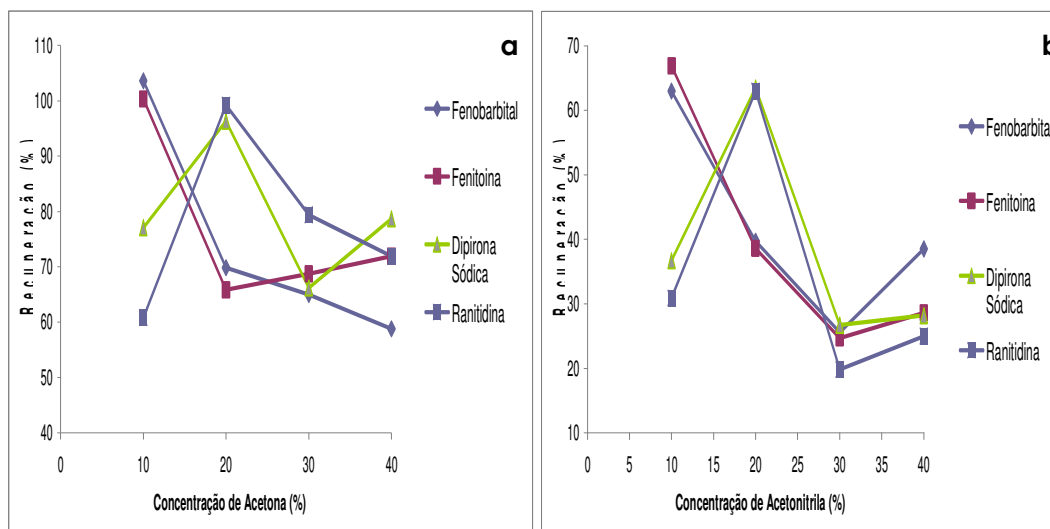 a
110
100
90
80
70
60
50
40
0
10
20
30
40
Recuperação (%)
Concentração de Acetona (%)
Fenobarbital
Fenitoina
Dipirona
Sódica
Ranitidina
b
70
60
50
40
30
20
10
0
5
10
15
20
25
30
35
40
Recuperação (%)
Concentração de Acetonitrila (%)
Fenobarbita
Fenitoina
Dipirona
Sódica
Ranitidina